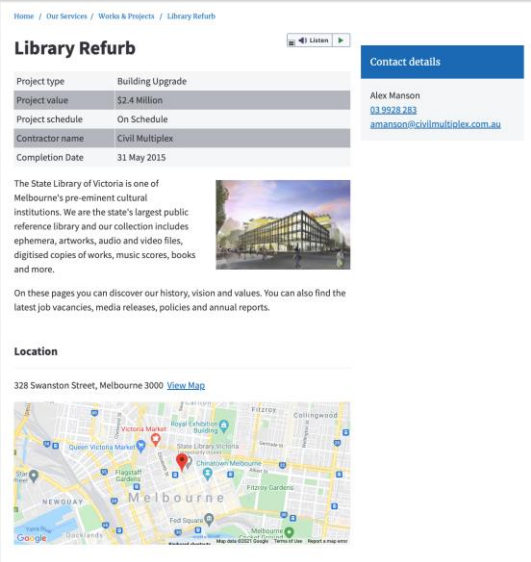 Home / Our Services / Works & Projects / Library Refurb
Library Refurb
Listen
Contact details
Project type Building Upgrade
Project value $2.4 Million
Project schedule On Schedule
Contractor name Civil Multiplex
Completion Date 31 May 2015
Alex Manson
03 9928 283
amanson@civilmultiplex.com.au
The State Library of Victoria is one of
Melbourne's pre-eminent cultural
institutions. We are the state's largest public
reference library and our collection includes
ephemera, artworks, audio and video files,
digitised copies of works, music scores, books
and more.
On these pages you can discover our history, vision and values. You can also find the
latest job vacancies, media releases, policies and annual reports.
Location
328 Swanston Street, Melbourne 3000 View Map
Fitzroy
Collingwood
Royal Exhibition
Building
Victoria Market
Queen Victoria Market
State Library Victoria
Chinatown Melbourne
Flagstaff
Gardens
Fitzroy Gardens
NEWQUAY
Melbourne
Fed Square
Docklands
Melbourne
Google
Map data ©2021 Google Terms of Use Report a map error